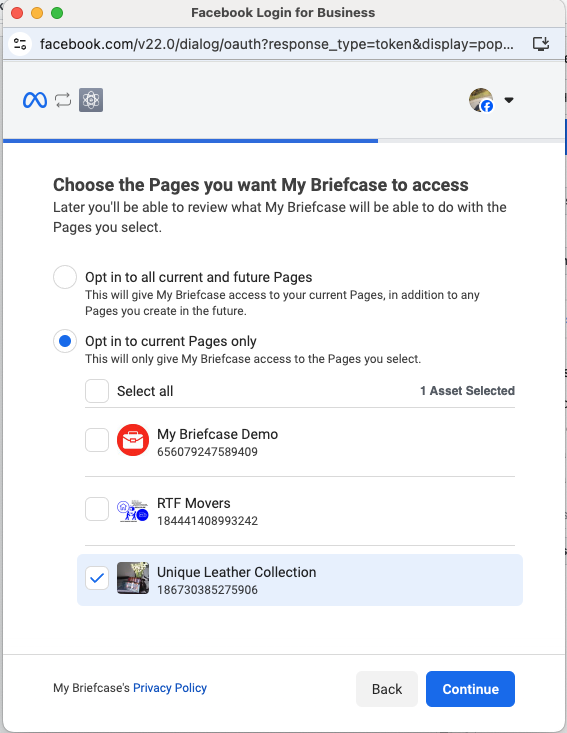 Facebook Login for Business
facebook.com/v22.0/dialog/oauth?response_type=token&display=pop...
Choose the Pages you want My Briefcase to access
Later you'll be able to review what My Briefcase will be able to do with the
Pages you select.
Opt in to all current and future Pages
This will give My Briefcase access to your current Pages, in addition to any
Pages you create in the future.
Opt in to current Pages only
This will only give My Briefcase access to the Pages you select.
Select all
1 Asset Selected
My Briefcase Demo
656079247589409
RTF Movers
184441408993242
Unique Leather Collection
186730385275906
My Briefcase's Privacy Policy
Back
Continue